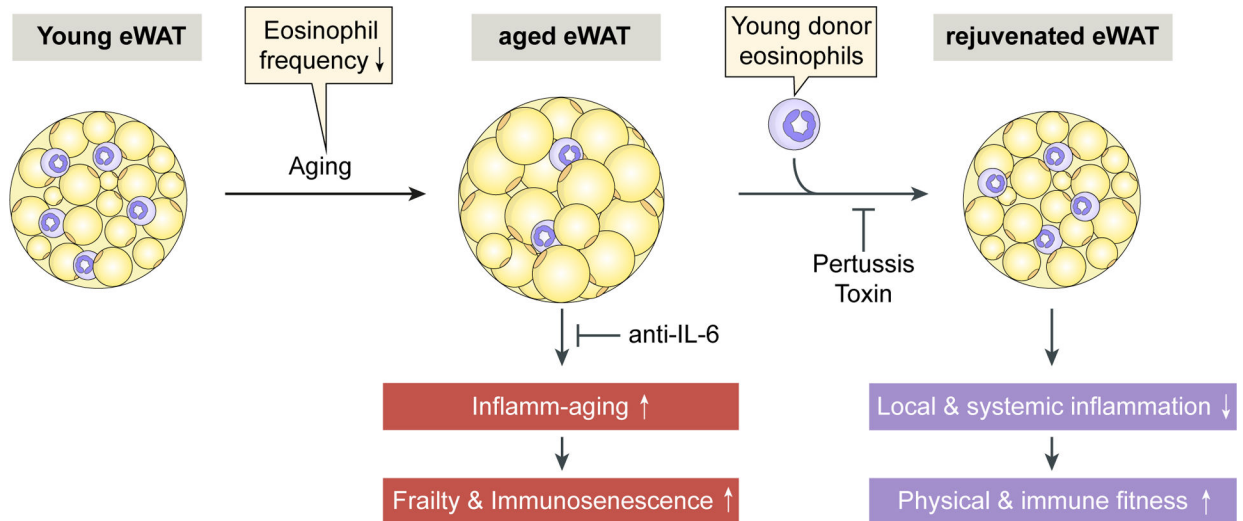 Young eWAT
Eosinophil
frequency ↓
Aging
aged eWAT
Young donor
eosinophils
rejuvenated eWAT
Pertussis
Toxin
anti-IL-6
Inflamm-aging ↑
Frailty & Immunosenescence ↑
Local & systemic inflammation ↓
Physical & immune fitness ↑